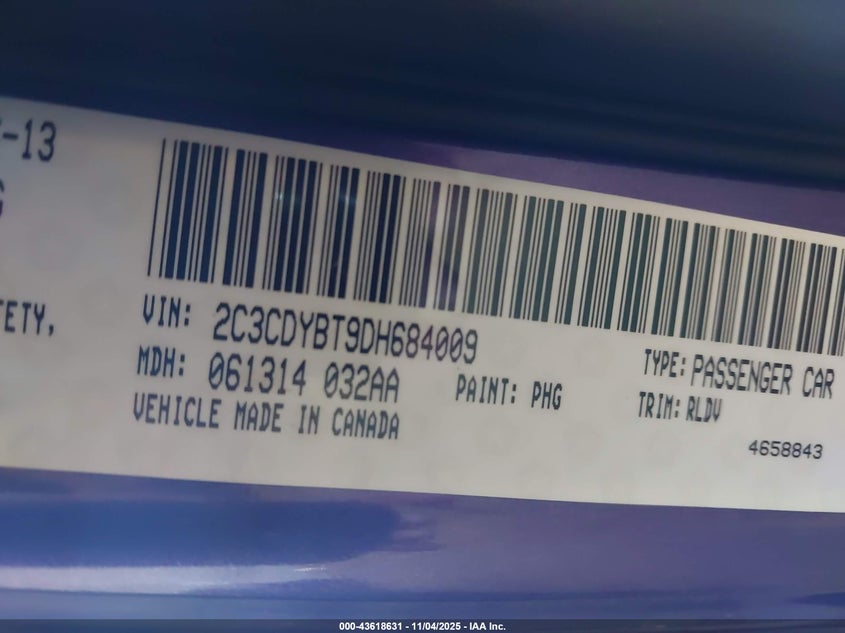 -13
VIN: 2C3CDYBT9DH684009
TYPE: PASSENGER CAR
MDH: 061314 032AA
PAINT: PHG
TRIM: RLDV
VEHICLE MADE IN CANADA
4658843
000-43618631 - 11/04/2025 - IAA Inc.